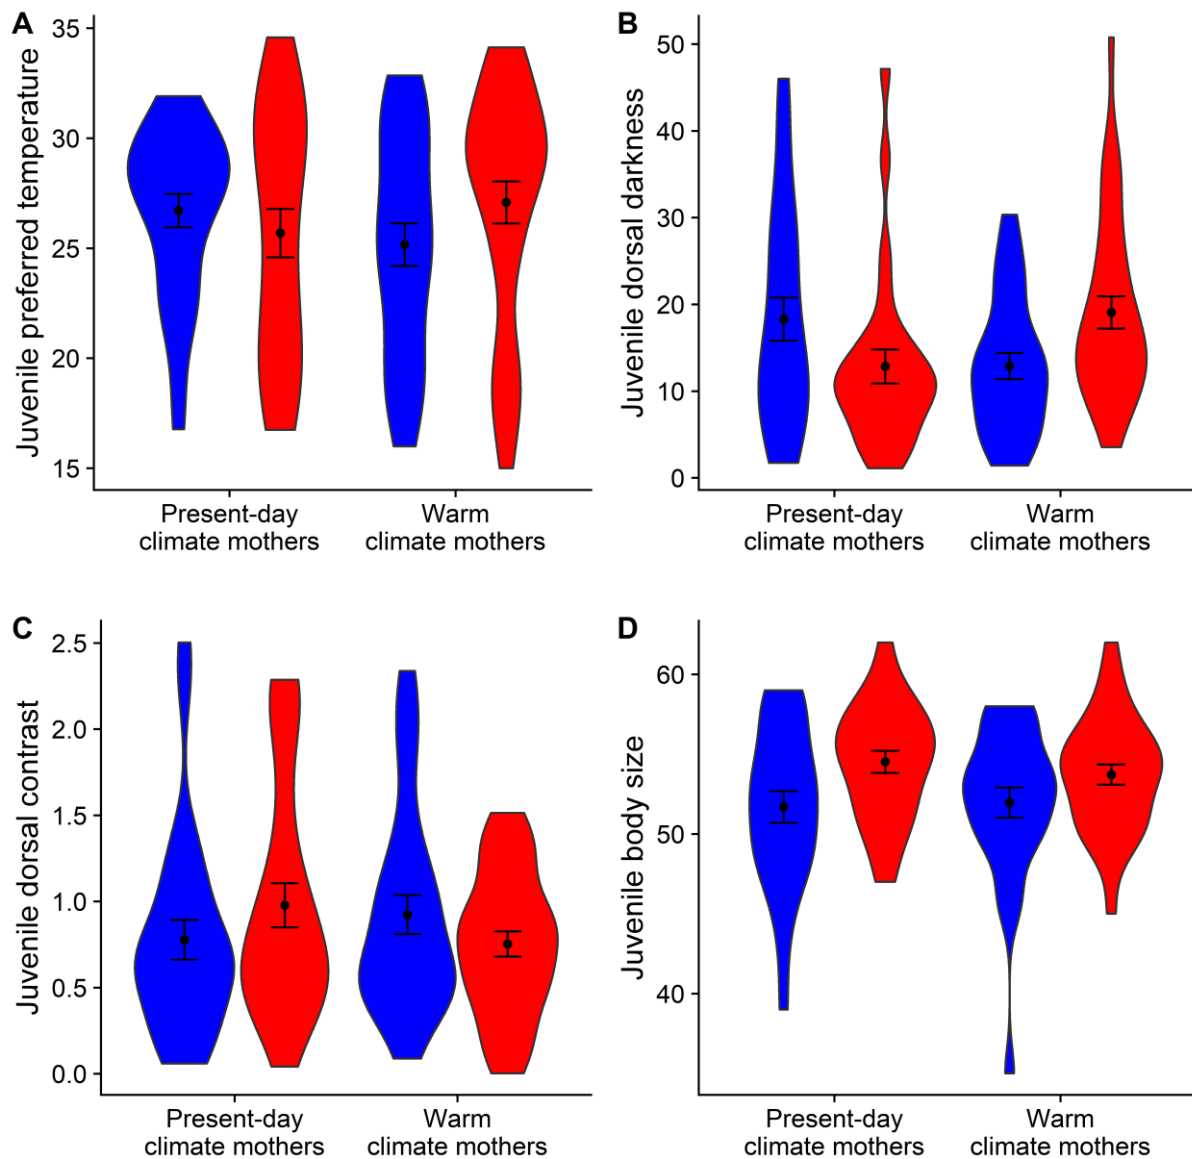 A
Juvenile preferred temperature
35
30
25
20
15
Present-day
climate mothers
Warm
climate mothers
B
Juvenile dorsal darkness
50
40
30
20
10
0
Present-day
climate mothers
Warm
climate mothers
C
Juvenile dorsal contrast
2.5
2.0
1.5
1.0
0.5
0.0
Present-day
climate mothers
Warm
climate mothers
D
Juvenile body size
60
50
40
Present-day
climate mothers
Warm
climate mothers